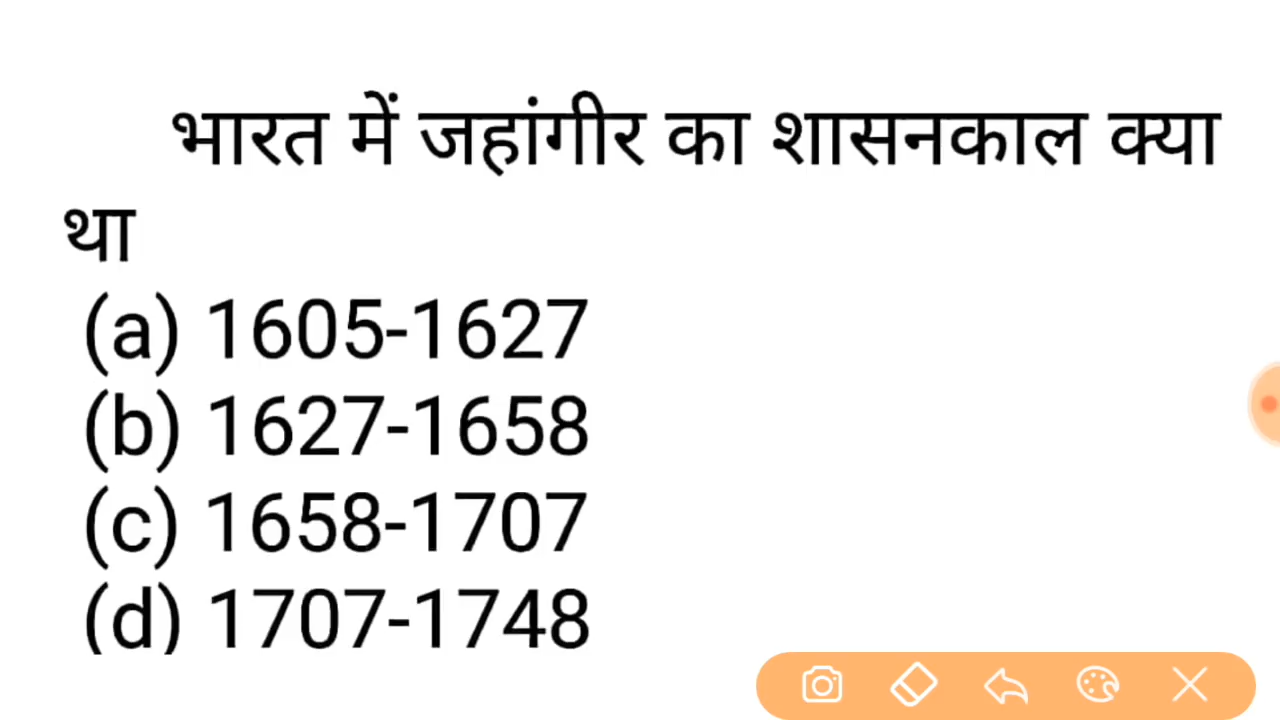 भारत में जहांगीर का शासनकाल क्या
था
(a) 1605-1627
(b) 1627-1658
(c) 1658-1707
(d) 1707-1748